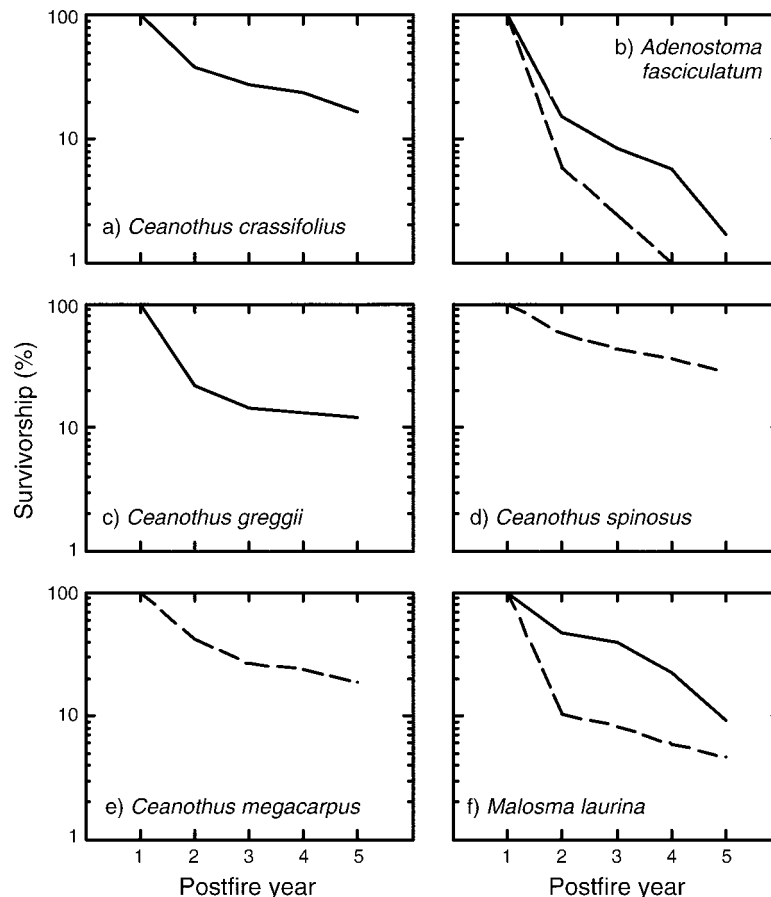 100
10
1
a) Ceanothus crassifolius
b) Adenostoma
fasciculatum
100
10
1
c) Ceanothus greggii
d) Ceanothus spinosus
Survivorship (%)
100
10
1
e) Ceanothus megacarpus
f) Malosma laurina
1 2 3 4 5
1 2 3 4 5
Postfire year
Postfire year